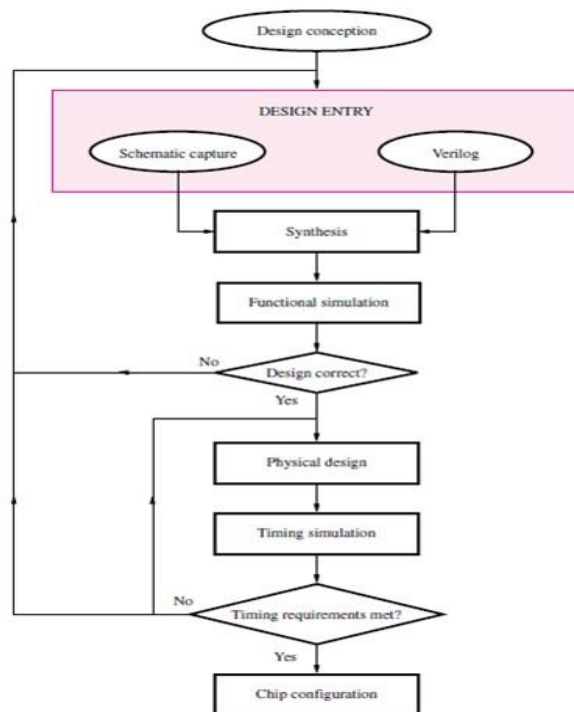 Design conception
DESIGN ENTRY
Schematic capture
Verilog
Synthesis
Functional simulation
No
Design correct?
Yes
Physical design
Timing simulation
No
Timing requirements met?
Yes
Chip configuration